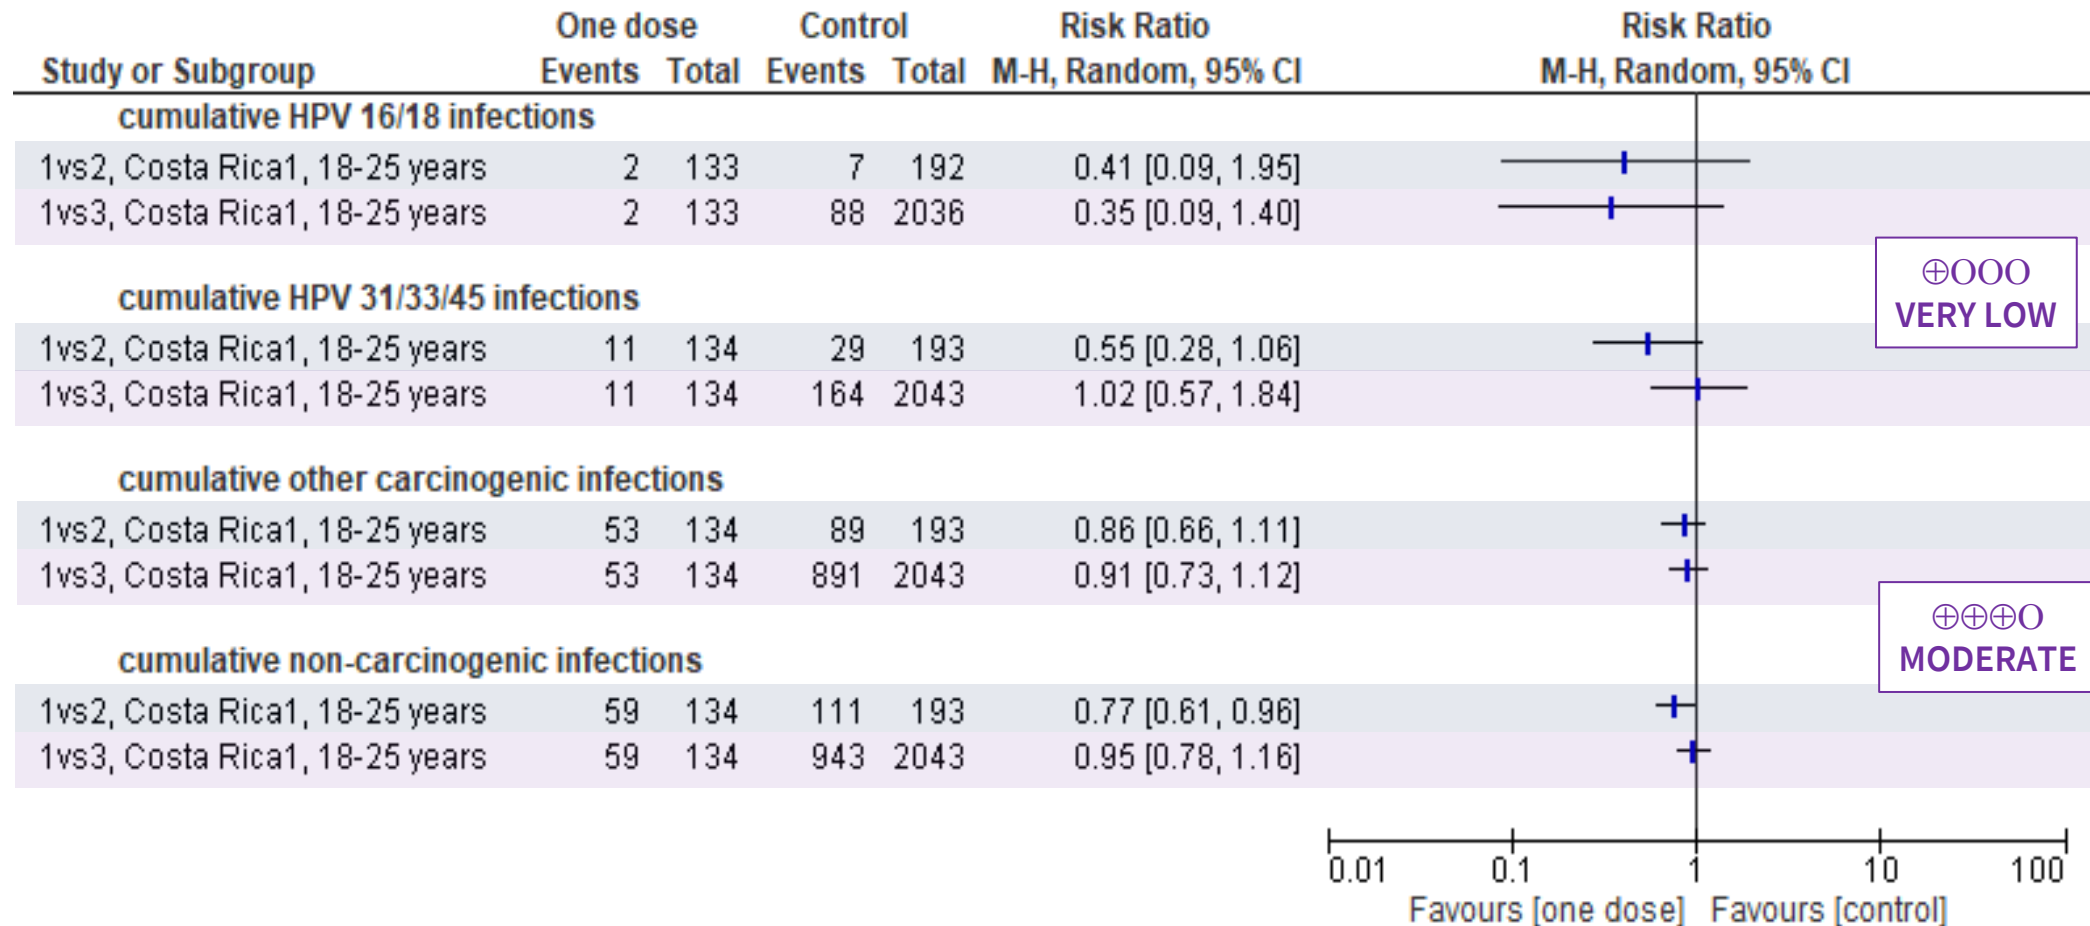 One dose Control Risk Ratio Risk Ratio
Study or Subgroup Events Total Events Total M-H, Random, 95% CI M-H, Random, 95% CI
cumulative HPV 16/18 infections
1vs2, Costa Rica1, 18-25 years 2 133 7 192 0.41 [0.09, 1.95]
1vs3, Costa Rica1, 18-25 years 2 133 88 2036 0.35 [0.09, 1.40]
⊕OOO
VERY LOW
cumulative HPV 31/33/45 infections
1vs2, Costa Rica1, 18-25 years 11 134 29 193 0.55 [0.28, 1.06]
1vs3, Costa Rica1, 18-25 years 11 134 164 2043 1.02 [0.57, 1.84]
cumulative other carcinogenic infections
1vs2, Costa Rica1, 18-25 years 53 134 89 193 0.86 [0.66, 1.11]
1vs3, Costa Rica1, 18-25 years 53 134 891 2043 0.91 [0.73, 1.12]
⊕⊕⊕O
MODERATE
cumulative non-carcinogenic infections
1vs2, Costa Rica1, 18-25 years 59 134 111 193 0.77 [0.61, 0.96]
1vs3, Costa Rica1, 18-25 years 59 134 943 2043 0.95 [0.78, 1.16]
0.01 0.1 1 10 100
Favours [one dose] Favours [control]